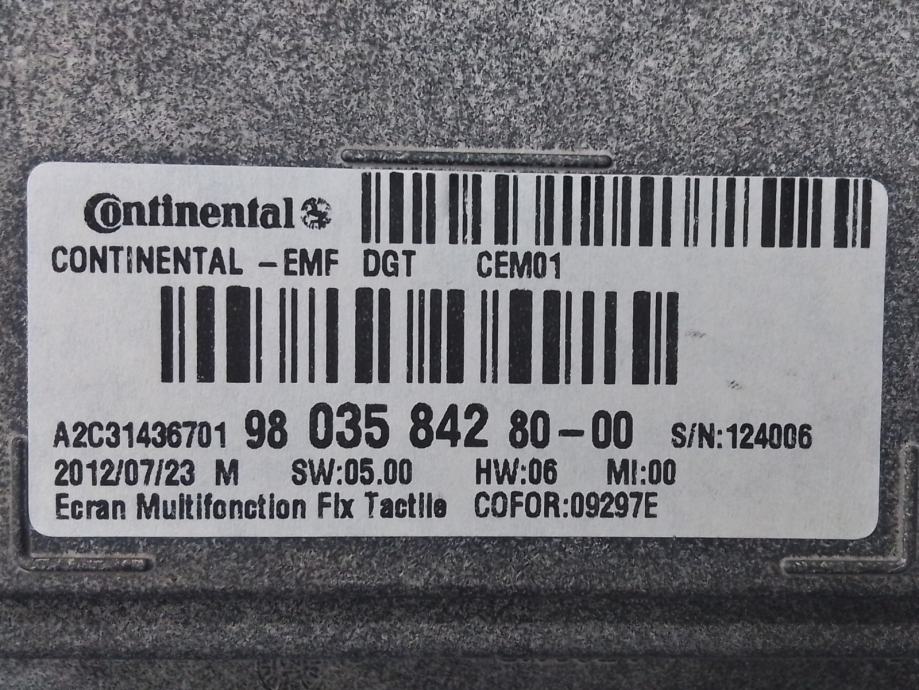 Continental
CONTINENTAL -EMF DGT CEM01
A2C31436701 98 035 842 80-00 S/N:124006
2012/07/23 M SW:05.00 HW:06 MI:00
Ecran Multifonction Fix Tactile COFOR:09297E